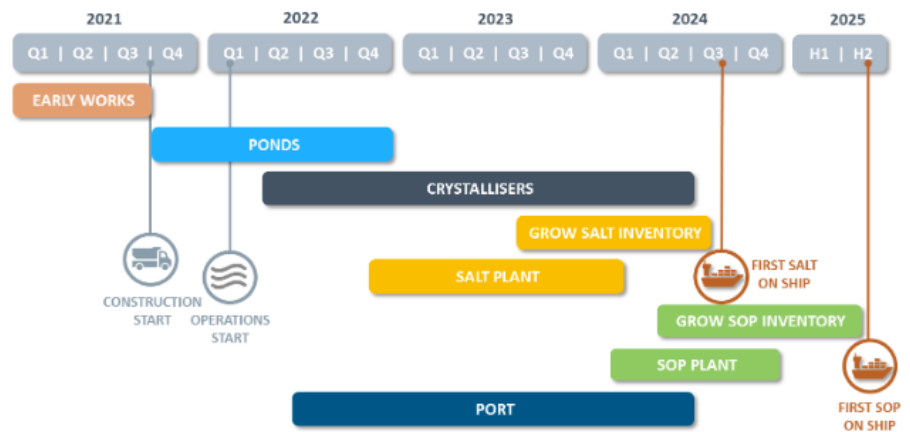 2021 2022 2023 2024 2025
Q1 | Q2 | Q3 | Q4 Q1 | Q2 | Q3 | Q4 Q1 | Q2 | Q3 | Q4 Q1 | Q2 | Q3 | Q4 H1 | H2
EARLY WORKS
PONDS
CRYSTALLISERS
GROW SALT INVENTORY
SALT PLANT
FIRST SALT
ON SHIP
CONSTRUCTION
START
OPERATIONS
START
GROW SOP INVENTORY
SOP PLANT
PORT
FIRST SOP
ON SHIP